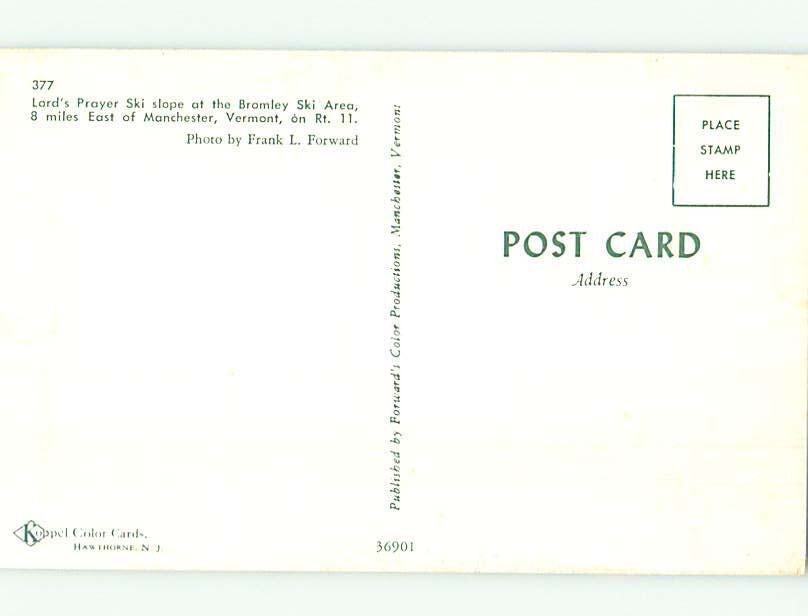 377
Lord's Prayer Ski slope at the Bromley Ski Area,
8 miles East of Manchester, Vermont, on Rt. 11.
Photo by Frank L. Forward
Published by Forward's Color Productions, Manchester, Vermont
PLACE
STAMP
HERE
POST CARD
Address
Koppel Color Cards.
HAWTHORNE, N. J.
36901